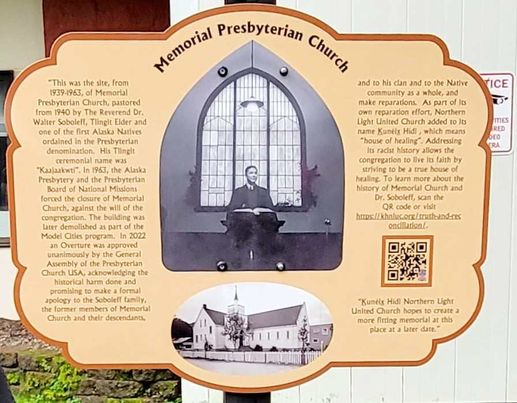 Memorial Presbyterian Church
"This was the site, from
1939-1963, of Memorial
Presbyterian Church, pastored
from 1940 by The Reverend Dr.
Walter Soboleff, Tlingit Elder and
one of the first Alaska Natives
ordained in the Presbyterian
denomination. His Tlingit
ceremonial name was
"Kaajaakwti". In 1963, the Alaska
Presbytery and the Presbyterian
Board of National Missions
forced the closure of Memorial
Church, against the will of the
congregation. The building was
later demolished as part of the
Model Cities program. In 2022
an Overture was approved
unanimously by the General
Assembly of the Presbyterian
Church USA, acknowledging the
historical harm done and
promising to make a formal
apology to the Soboleff family,
the former members of Memorial
Church and their descendants,
and to his clan and to the Native
community as a whole, and
make reparations. As part of its
own reparation effort, Northern
Light United Church added to its
name Ḵunéix̱ Hídí , which means
"house of healing". Addressing
its racist history allows the
congregation to live its faith by
striving to be a true house of
healing. To learn more about the
history of Memorial Church and
Dr. Soboleff, scan the
QR code or visit
https://khnluc.org/truth-and-rec
onciliation/.
"Ḵunéix̱ Hídí Northern Light
United Church hopes to create a
more fitting memorial at this
place at a later date."
TICE